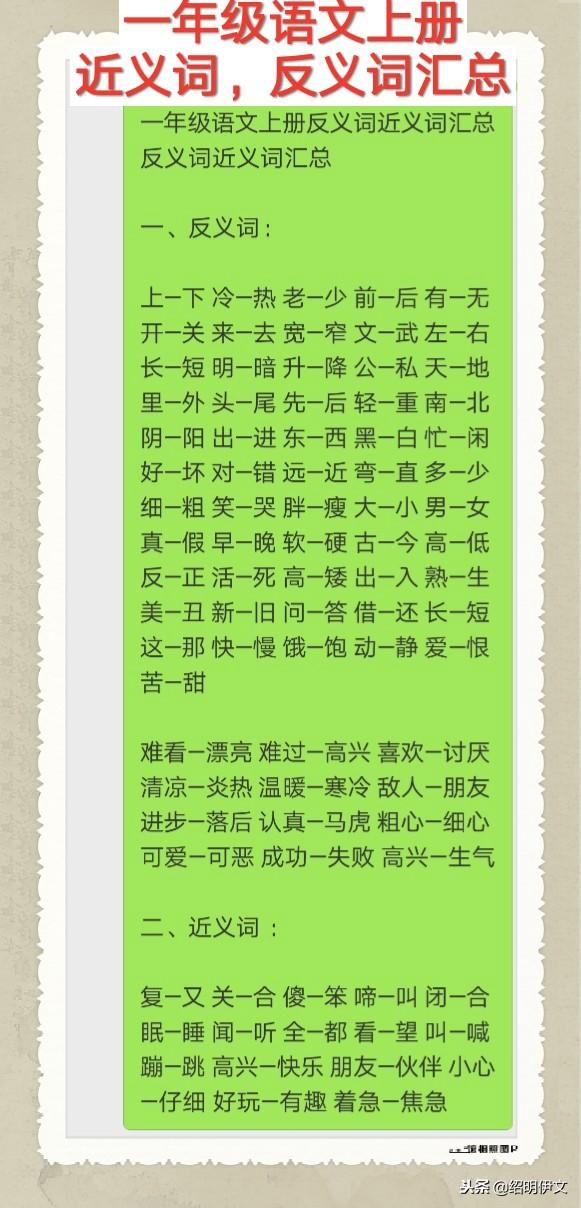 一年级语文上册
近义词，反义词汇总
一年级语文上册反义词近义词汇总
反义词近义词汇总
一、反义词：
上—下 冷—热 老—少 前—后 有—无
开—关 来—去 宽—窄 文—武 左—右
长—短 明—暗 升—降 公—私 天—地
里—外 头—尾 先—后 轻—重 南—北
阴—阳 出—进 东—西 黑—白 忙—闲
好—坏 对—错 远—近 弯—直 多—少
细—粗 笑—哭 胖—瘦 大—小 男—女
真—假 早—晚 软—硬 古—今 高—低
反—正 活—死 高—矮 出—入 熟—生
美—丑 新—旧 问—答 借—还 长—短
这—那 快—慢 饿—饱 动—静 爱—恨
苦—甜
难看—漂亮 难过—高兴 喜欢—讨厌
清凉—炎热 温暖—寒冷 敌人—朋友
进步—落后 认真—马虎 粗心—细心
可爱—可恶 成功—失败 高兴—生气
二、近义词 ：
复—又 关—合 傻—笨 啼—叫 闭—合
眠—睡 闻—听 全—都 看—望 叫—喊
蹦—跳 高兴—快乐 朋友—伙伴 小心
—仔细 好玩—有趣 着急—焦急
头条 @绍明伊文